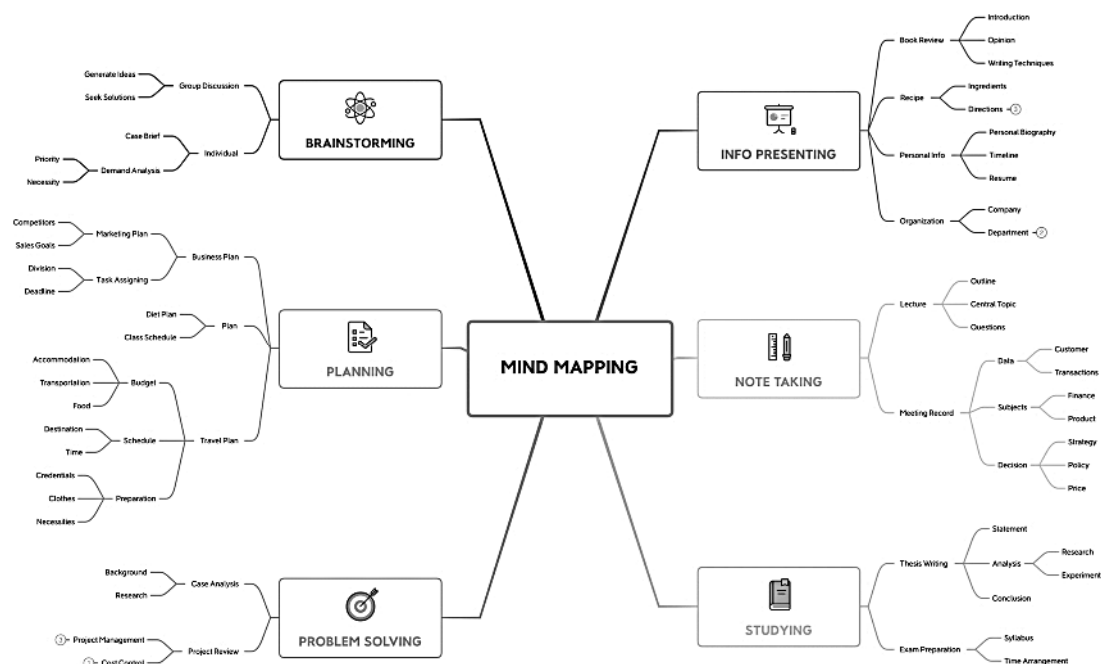 MIND MAPPING
BRAINSTORMING
Group Discussion
Generate Ideas
Seek Solutions
Individual
Case Brief
Demand Analysis
Priority
Necessity
PLANNING
Business Plan
Marketing Plan
Competitors
Sales Goals
Task Assigning
Division
Deadline
Plan
Diet Plan
Class Schedule
Travel Plan
Budget
Accommodation
Transportation
Food
Schedule
Destination
Time
Preparation
Credentials
Clothes
Necessities
PROBLEM SOLVING
Case Analysis
Background
Research
Project Review
Project Management
Cost Control
INFO PRESENTING
Book Review
Introduction
Opinion
Writing Techniques
Recipe
Ingredients
Directions
Personal Info
Personal Biography
Timeline
Resume
Organization
Company
Department
NOTE TAKING
Lecture
Outline
Central Topic
Questions
Meeting Record
Data
Customer
Transactions
Subjects
Finance
Product
Decision
Strategy
Policy
Price
STUDYING
Thesis Writing
Statement
Analysis
Research
Experiment
Conclusion
Exam Preparation
Syllabus
Time Arrangement